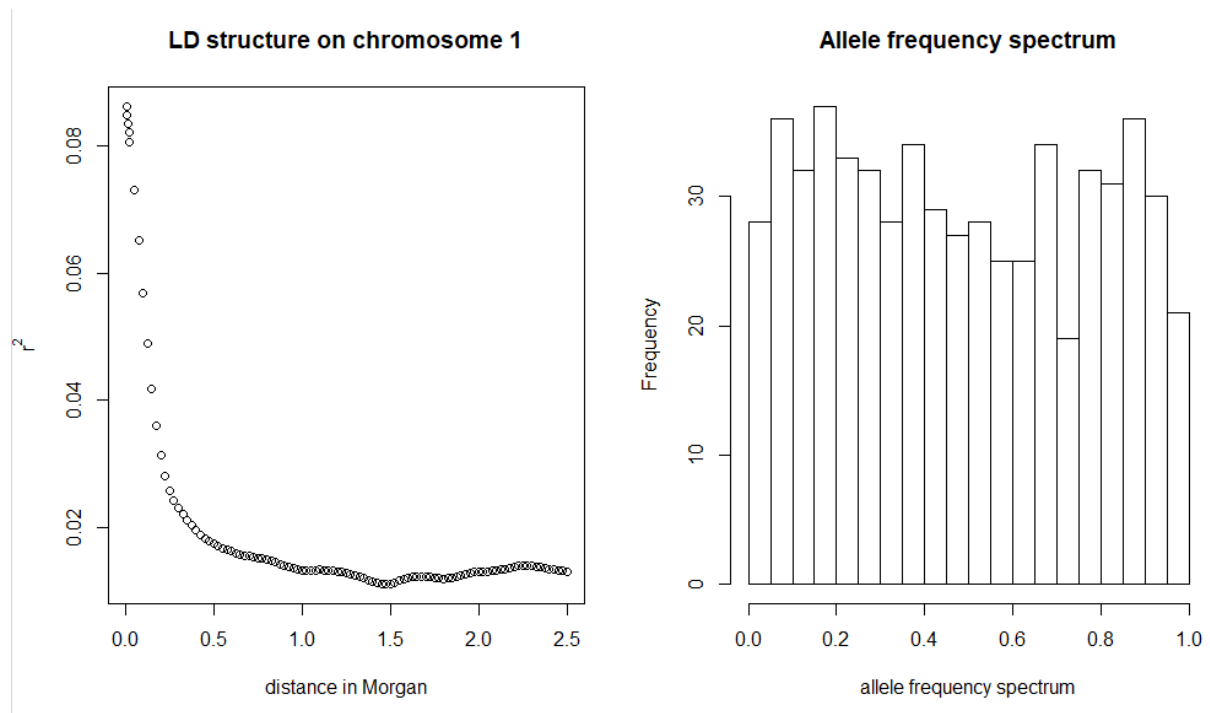 LD structure on chromosome 1
r²
0.08
0.06
0.04
0.02
0.0 0.5 1.0 1.5 2.0 2.5
distance in Morgan
Allele frequency spectrum
Frequency
30
20
10
0
0.0 0.2 0.4 0.6 0.8 1.0
allele frequency spectrum